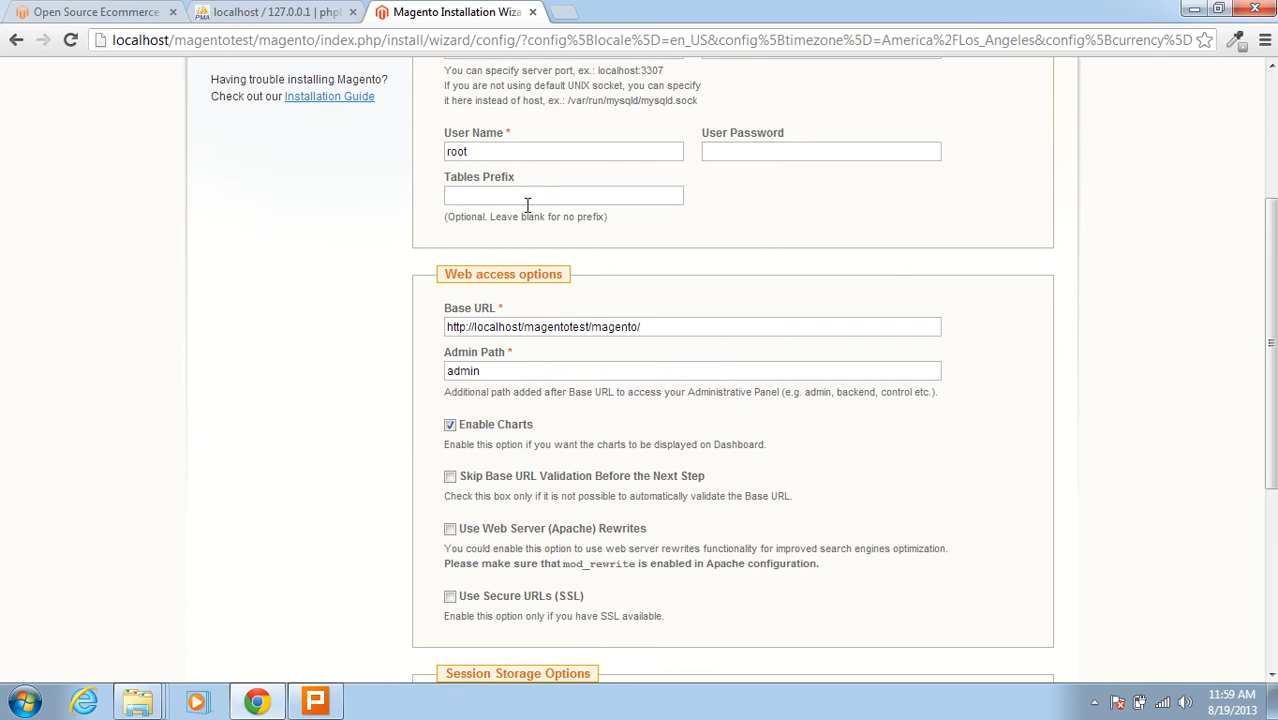 Open Source Ecommerce
localhost / 127.0.0.1 | php
Magento Installation Wiza
localhost/magentotest/magento/index.php/install/wizard/config/?config%5Blocale%5D=en_US&config%5Btimezone%5D=America%2FLos_Angeles&config%5Bcurrency%5D
Having trouble installing Magento?
Check out our Installation Guide
You can specify server port, ex.: localhost:3307
If you are not using default UNIX socket, you can specify
it here instead of host, ex.: /var/run/mysqld/mysqld.sock
User Name *
User Password
root
Tables Prefix
(Optional. Leave blank for no prefix)
Web access options
Base URL *
http://localhost/magentotest/magento/
Admin Path *
admin
Additional path added after Base URL to access your Administrative Panel (e.g. admin, backend, control etc.).
Enable Charts
Enable this option if you want the charts to be displayed on Dashboard.
Skip Base URL Validation Before the Next Step
Check this box only if it is not possible to automatically validate the Base URL.
Use Web Server (Apache) Rewrites
You could enable this option to use web server rewrites functionality for improved search engines optimization.
Please make sure that mod_rewrite is enabled in Apache configuration.
Use Secure URLs (SSL)
Enable this option only if you have SSL available.
Session Storage Options
11:59 AM
8/19/2013